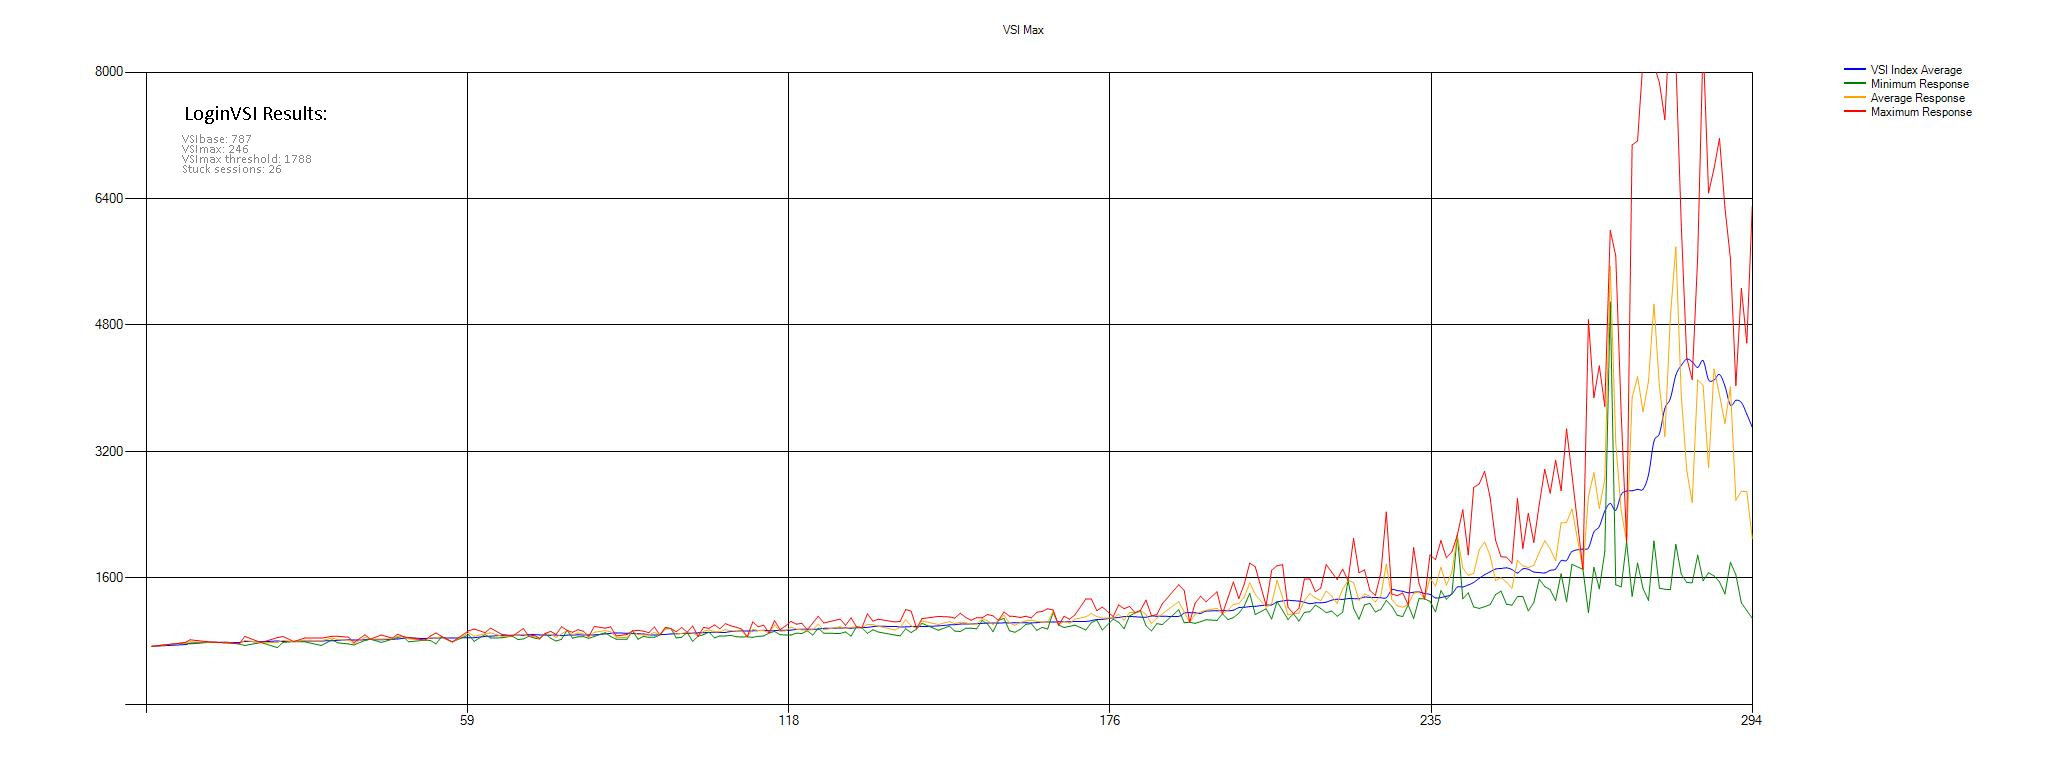 VSI Max
8000
6400
4800
3200
1600
LoginVSI Results:
VSIbase: 787
VSImax: 246
VSImax threshold: 1788
Stuck sessions: 26
59
118
176
235
294
VSI Index Average
Minimum Response
Average Response
Maximum Response